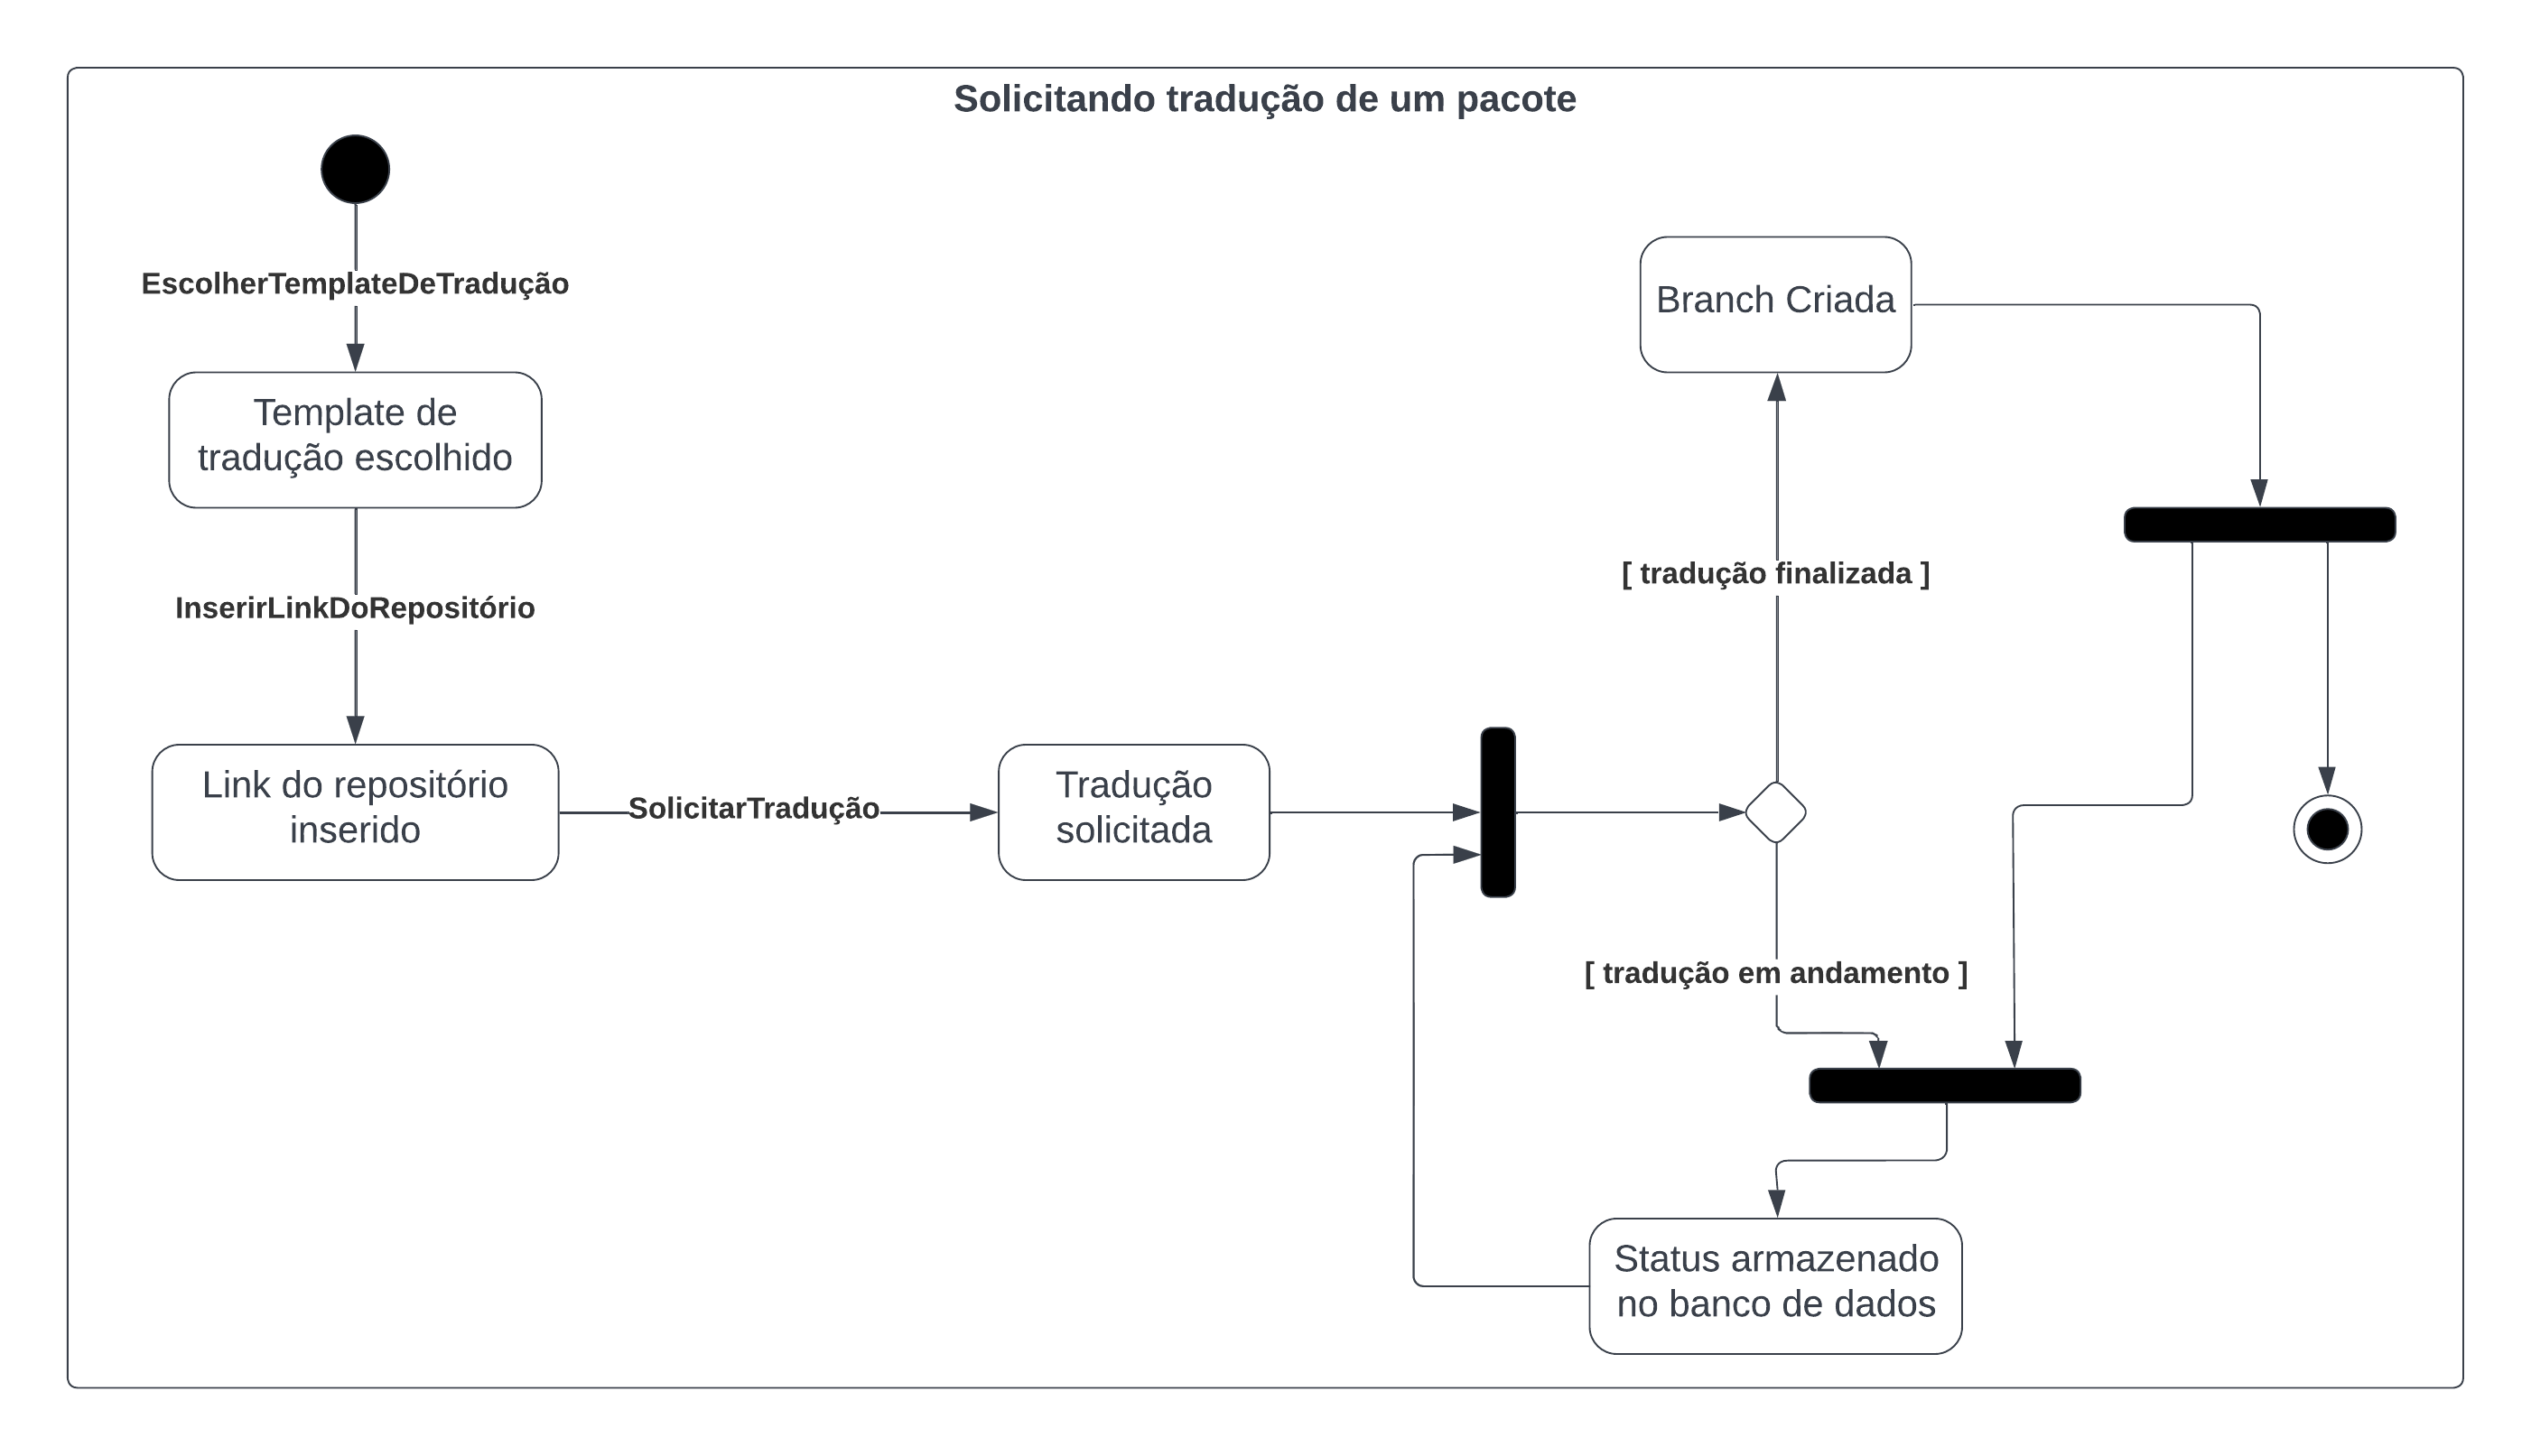 Solicitando tradução de um pacote
EscolherTemplateDeTradução
Template de
tradução escolhido
InserirLinkDoRepositório
Link do repositório
inserido
SolicitarTradução
Tradução
solicitada
Branch Criada
[ tradução finalizada ]
[ tradução em andamento ]
Status armazenado
no banco de dados